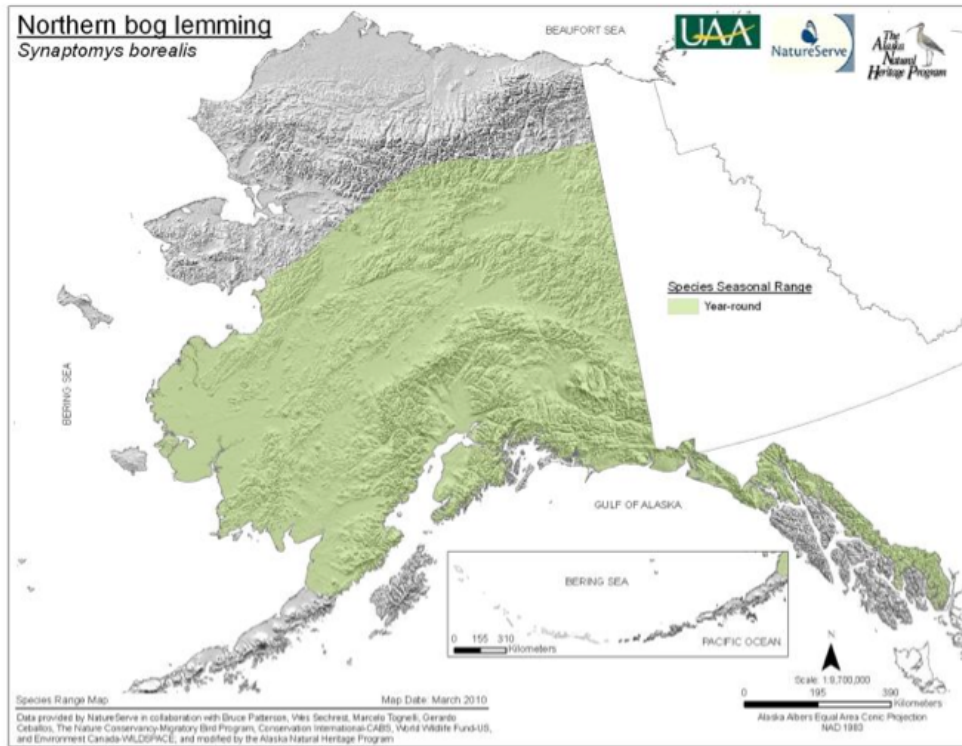 Northern bog lemming
Synaptomys borealis
BEAUFORT SEA
UAA
NatureServe
The
Alaska
Natural
Heritage Program
Species Seasonal Range
Year-round
BERING SEA
GULF OF ALASKA
BERING SEA
0 155 310
Kilometers
PACIFIC OCEAN
N
Scale: 1:9,700,000
0 195 390
Kilometers
Alaska Albers Equal Area Conic Projection
NAD 1983
Species Range Map
Map Date: March 2010
Data provided by NatureServe in collaboration with Bruce Patterson, Wes Sechrest, Marcelo Tognelli, Gerardo
Ceballos, The Nature Conservancy-Migratory Bird Program, Conservation International-CABS, World Wildlife Fund-US,
and Environment Canada-WILDSPACE; and modified by the Alaska Natural Heritage Program